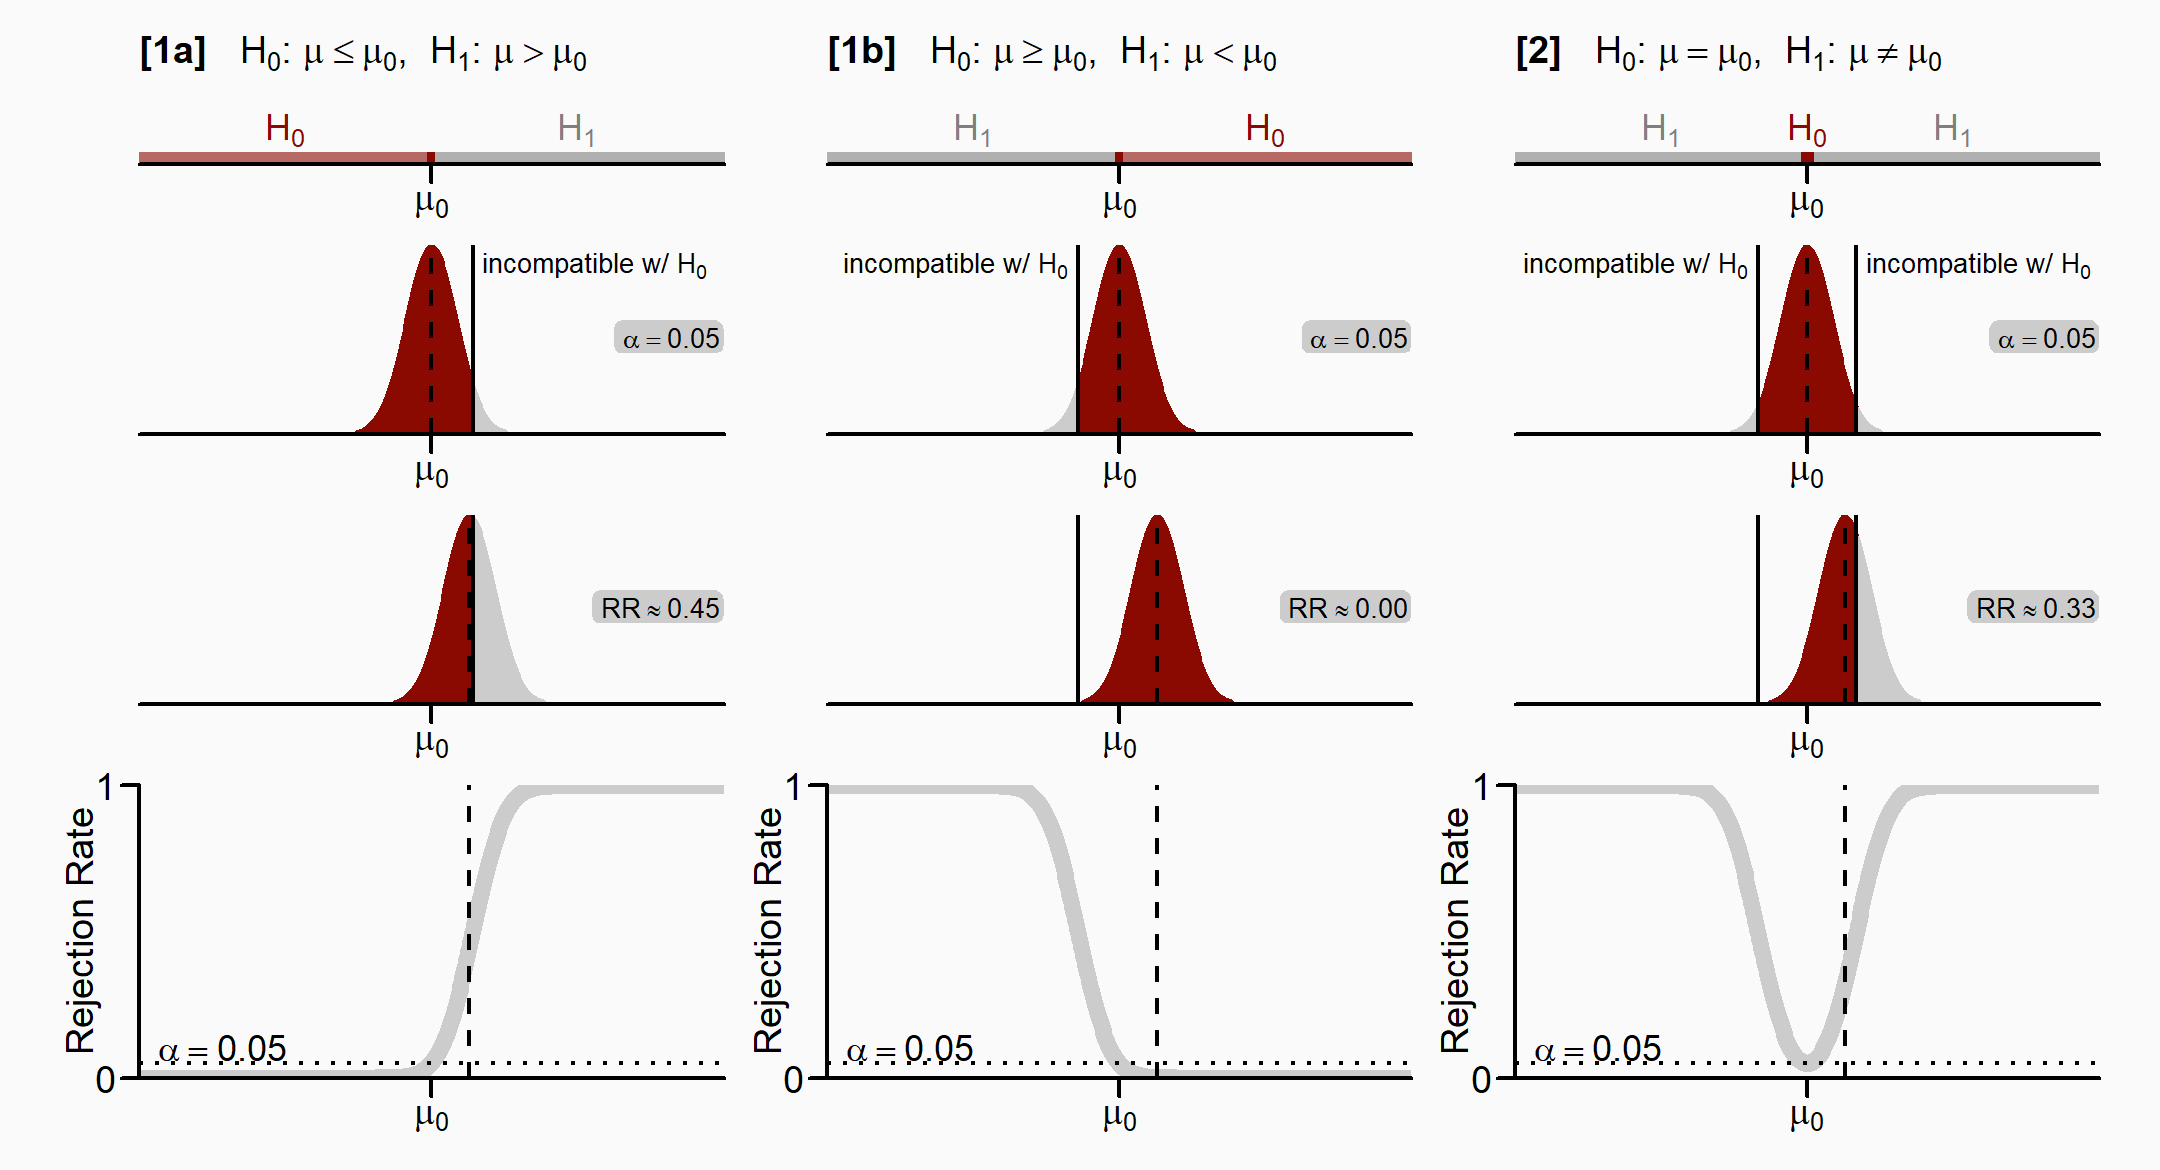 [1a] H₀: μ ≤ μ₀, H₁: μ > μ₀
H₀ H₁
μ₀
incompatible w/ H₀
α = 0.05
μ₀
RR ≈ 0.45
μ₀
1
Rejection Rate
α = 0.05
0
μ₀
[1b] H₀: μ ≥ μ₀, H₁: μ < μ₀
H₁ H₀
μ₀
incompatible w/ H₀
α = 0.05
μ₀
RR ≈ 0.00
μ₀
1
Rejection Rate
α = 0.05
0
μ₀
[2] H₀: μ = μ₀, H₁: μ ≠ μ₀
H₁ H₀ H₁
μ₀
incompatible w/ H₀ incompatible w/ H₀
α = 0.05
μ₀
RR ≈ 0.33
μ₀
1
Rejection Rate
α = 0.05
0
μ₀